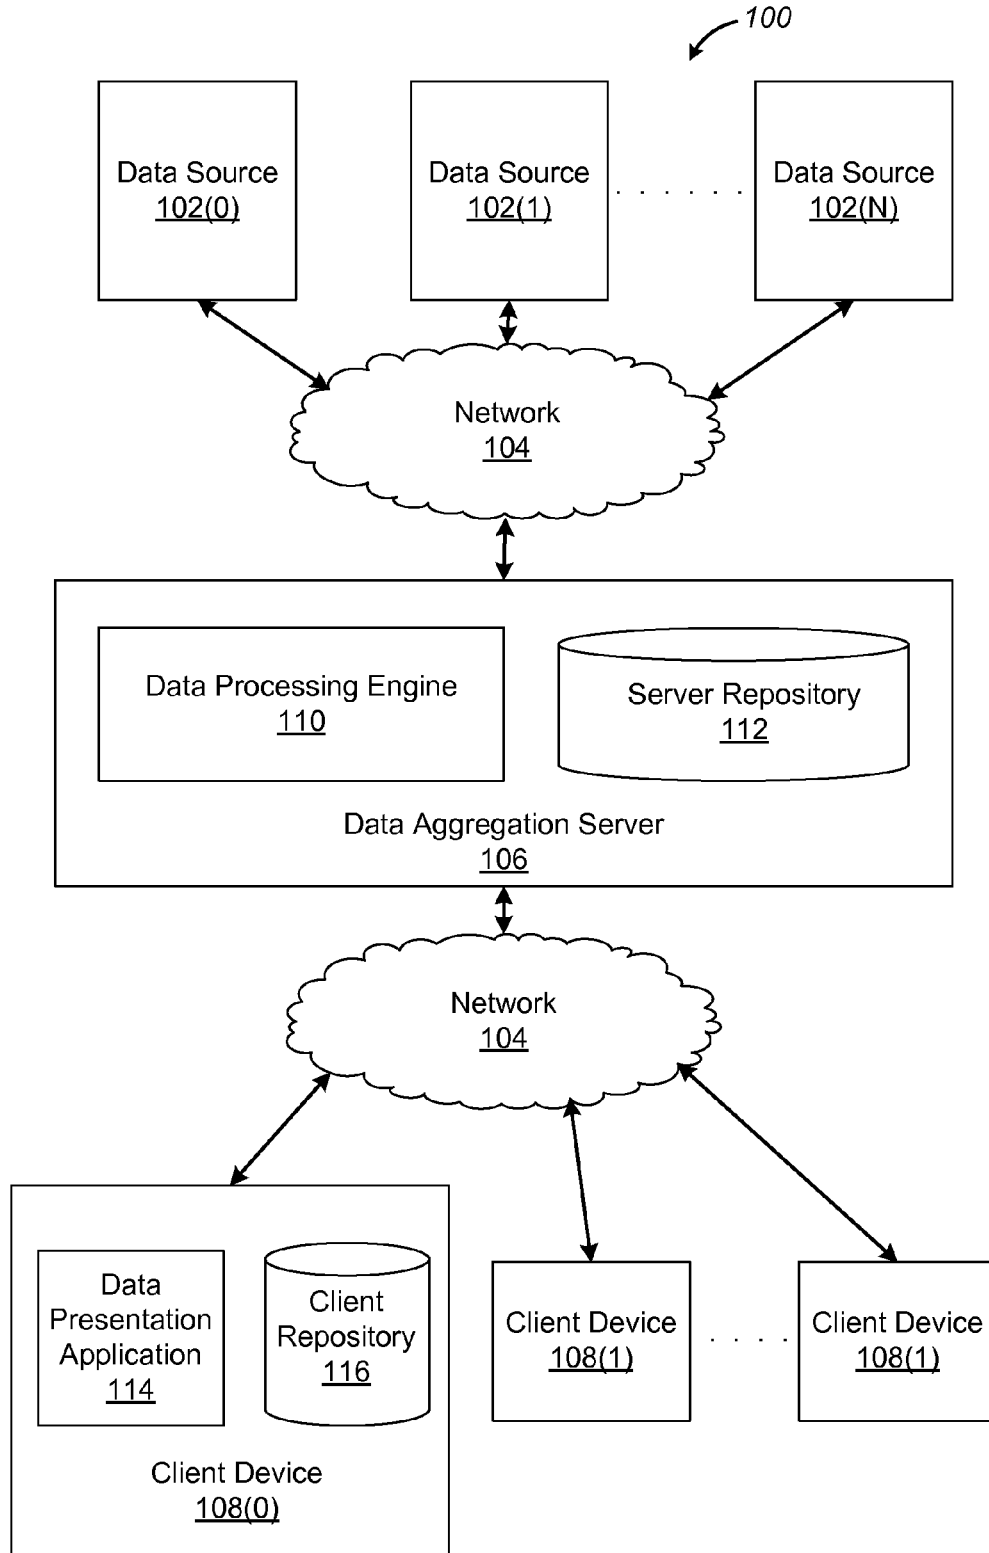 100
Data Source
102(0)
Data Source
102(1)
Data Source
102(N)
Network
104
Data Processing Engine
110
Server Repository
112
Data Aggregation Server
106
Network
104
Data
Presentation
Application
114
Client
Repository
116
Client Device
108(0)
Client Device
108(1)
Client Device
108(1)